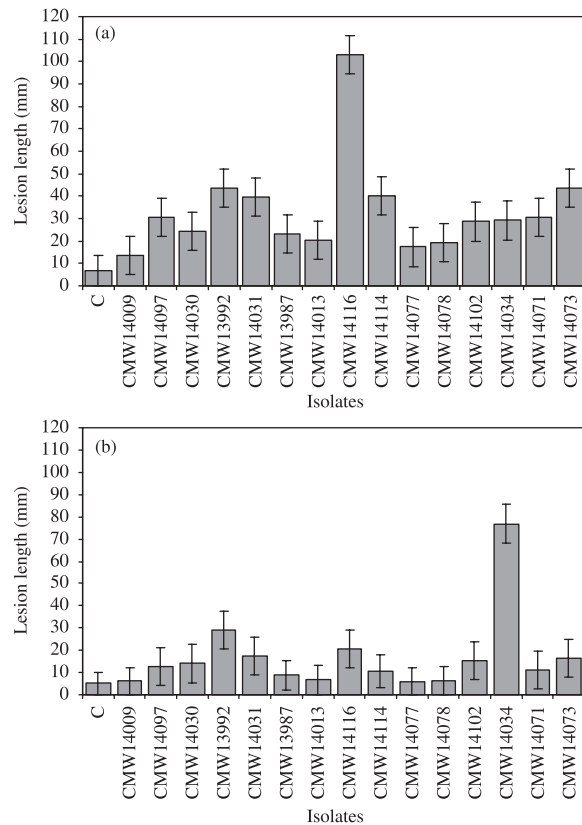 (a)
Lesion length (mm)
120
110
100
90
80
70
60
50
40
30
20
10
0
C
CMW14009
CMW14097
CMW14030
CMW13992
CMW14031
CMW13987
CMW14013
CMW14116
CMW14114
CMW14077
CMW14078
CMW14102
CMW14034
CMW14071
CMW14073
Isolates
(b)
Lesion length (mm)
120
110
100
90
80
70
60
50
40
30
20
10
0
C
CMW14009
CMW14097
CMW14030
CMW13992
CMW14031
CMW13987
CMW14013
CMW14116
CMW14114
CMW14077
CMW14078
CMW14102
CMW14034
CMW14071
CMW14073
Isolates